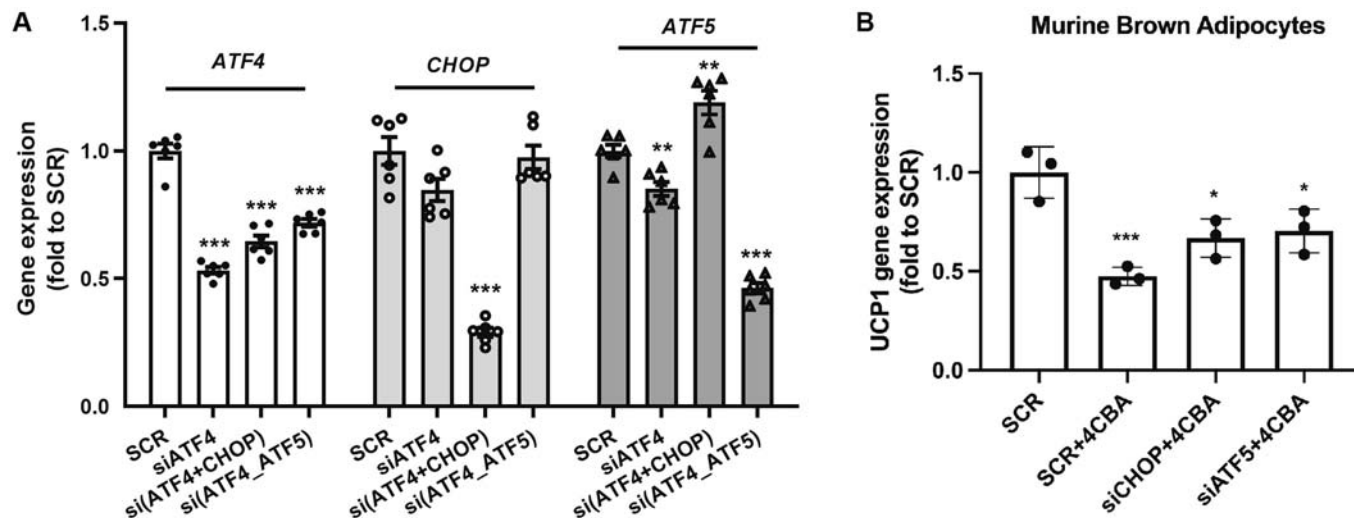 A
Gene expression
(fold to SCR)
1.5
1.0
0.5
0.0
ATF4
CHOP
ATF5
***
***
***
***
**
**
***
SCR
siATF4
si(ATF4+CHOP)
si(ATF4_ATF5)
SCR
siATF4
si(ATF4+CHOP)
si(ATF4_ATF5)
SCR
siATF4
si(ATF4+CHOP)
si(ATF4_ATF5)
B
Murine Brown Adipocytes
UCP1 gene expression
(fold to SCR)
1.5
1.0
0.5
0.0
***
*
*
SCR
SCR+4CBA
siCHOP+4CBA
siATF5+4CBA